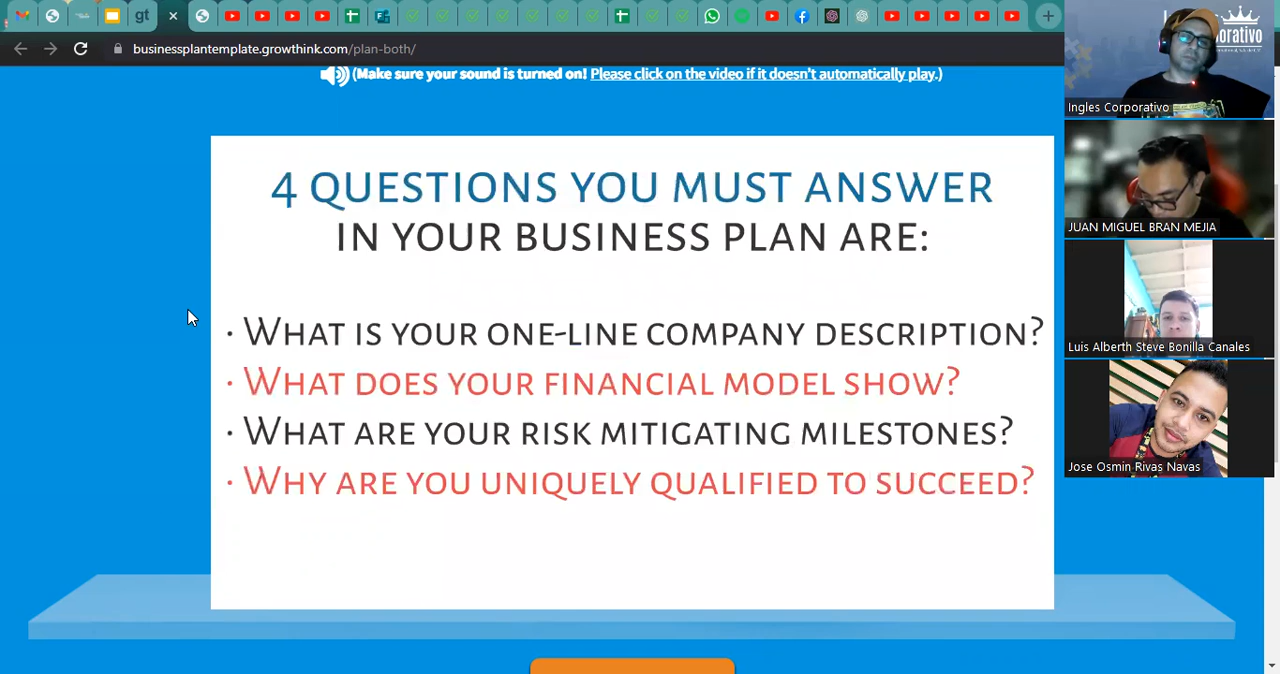 gt
businessplantemplate.growthink.com/plan-both/
(Make sure your sound is turned on! Please click on the video if it doesn't automatically play.)
4 QUESTIONS YOU MUST ANSWER
IN YOUR BUSINESS PLAN ARE:
· WHAT IS YOUR ONE-LINE COMPANY DESCRIPTION?
· WHAT DOES YOUR FINANCIAL MODEL SHOW?
· WHAT ARE YOUR RISK MITIGATING MILESTONES?
· WHY ARE YOU UNIQUELY QUALIFIED TO SUCCEED?
Ingles Corporativo
JUAN MIGUEL BRAN MEJIA
Luis Alberth Steve Bonilla Canales
Jose Osmin Rivas Navas